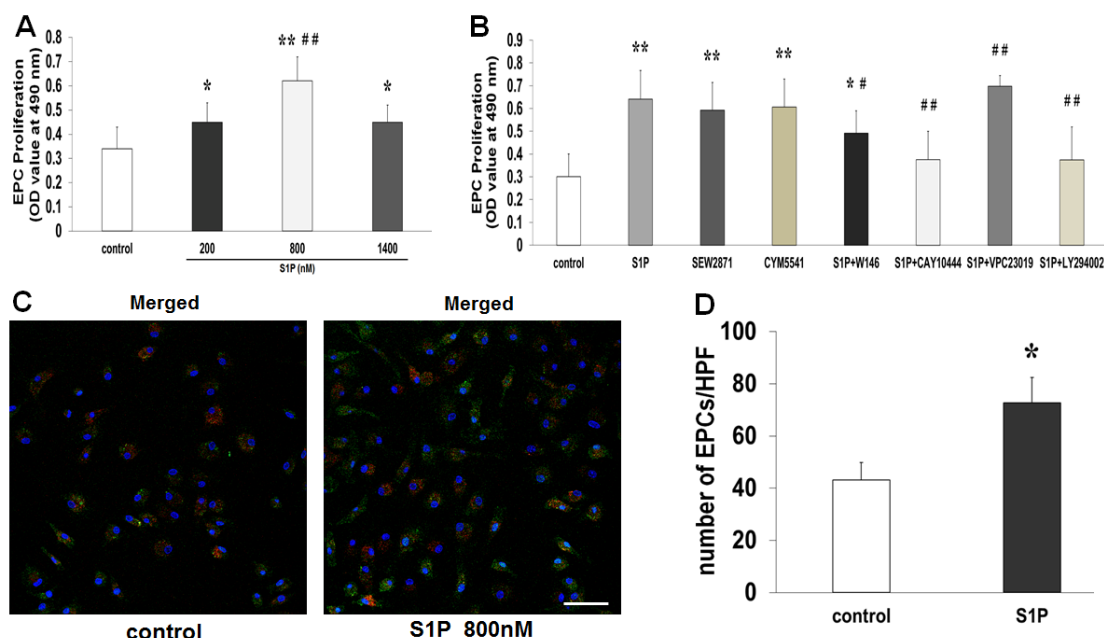 A
EPC Proliferation
(OD value at 490 nm)
0.8
0.7
0.6
0.5
0.4
0.3
0.2
0.1
0
*
** ##
*
control
200
800
1400
S1P (nM)
B
EPC Proliferation
(OD value at 490 nm)
0.9
0.8
0.7
0.6
0.5
0.4
0.3
0.2
0.1
0
**
**
**
* #
##
##
##
control
S1P
SEW2871
CYM5541
S1P+W146
S1P+CAY10444
S1P+VPC23019
S1P+LY294002
C
Merged
Merged
control
S1P 800nM
D
number of EPCs/HPF
100
80
60
40
20
0
*
control
S1P